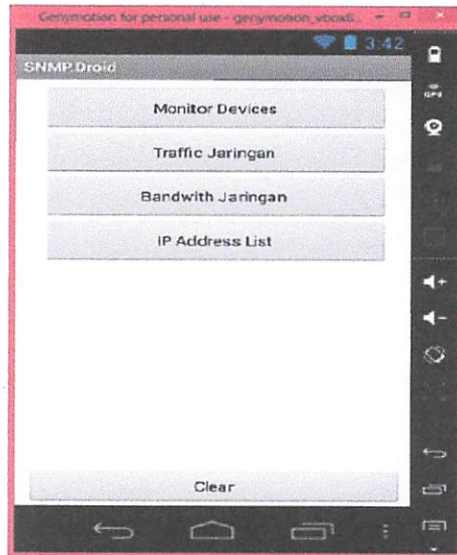 Genymotion for personal use - genymotion_vbox8...
3:42
SNMP.Droid
GPS
Monitor Devices
Traffic Jaringan
Bandwith Jaringan
IP Address List
Clear